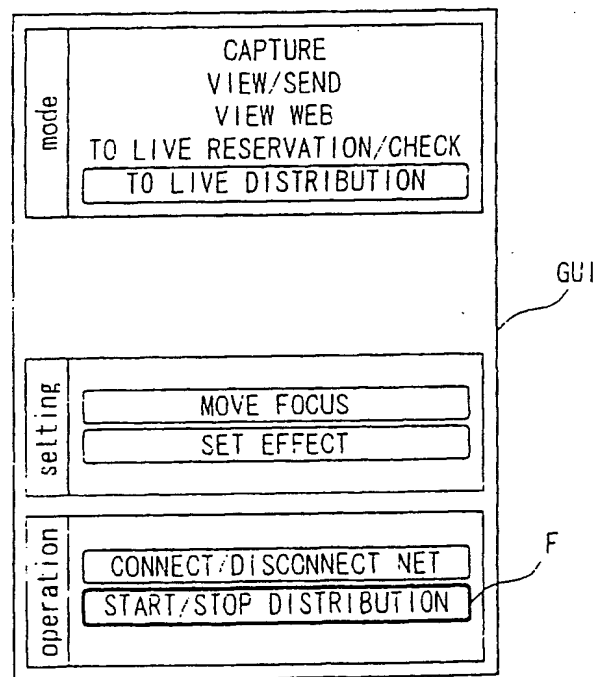 mode
CAPTURE
VIEW/SEND
VIEW WEB
TO LIVE RESERVATION/CHECK
TO LIVE DISTRIBUTION
GUI
setting
MOVE FOCUS
SET EFFECT
operation
CONNECT/DISCONNECT NET
START/STOP DISTRIBUTION
F